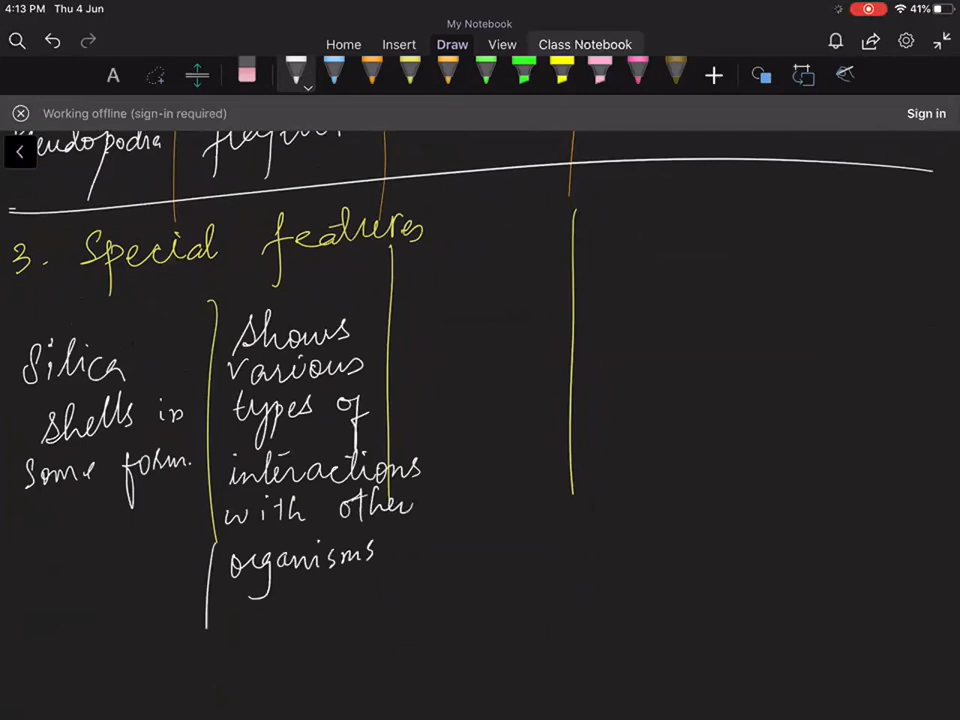 4:13 PM Thu 4 Jun
41%
My Notebook
Home Insert Draw View Class Notebook
A
Working offline (sign-in required)
Sign in
3. Special features
Silica
shells in
some form.
shows
various
types of
interactions
with other
organisms